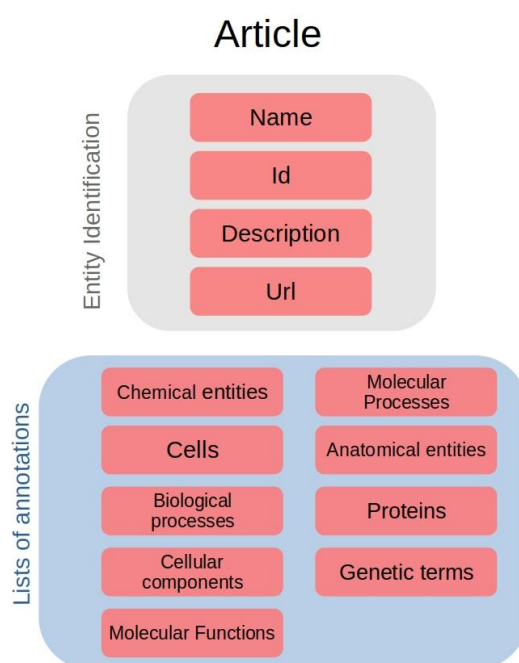 Article
Entity Identification
Name
Id
Description
Url
Lists of annotations
Chemical entities
Cells
Biological
processes
Cellular
components
Molecular Functions
Molecular
Processes
Anatomical entities
Proteins
Genetic terms